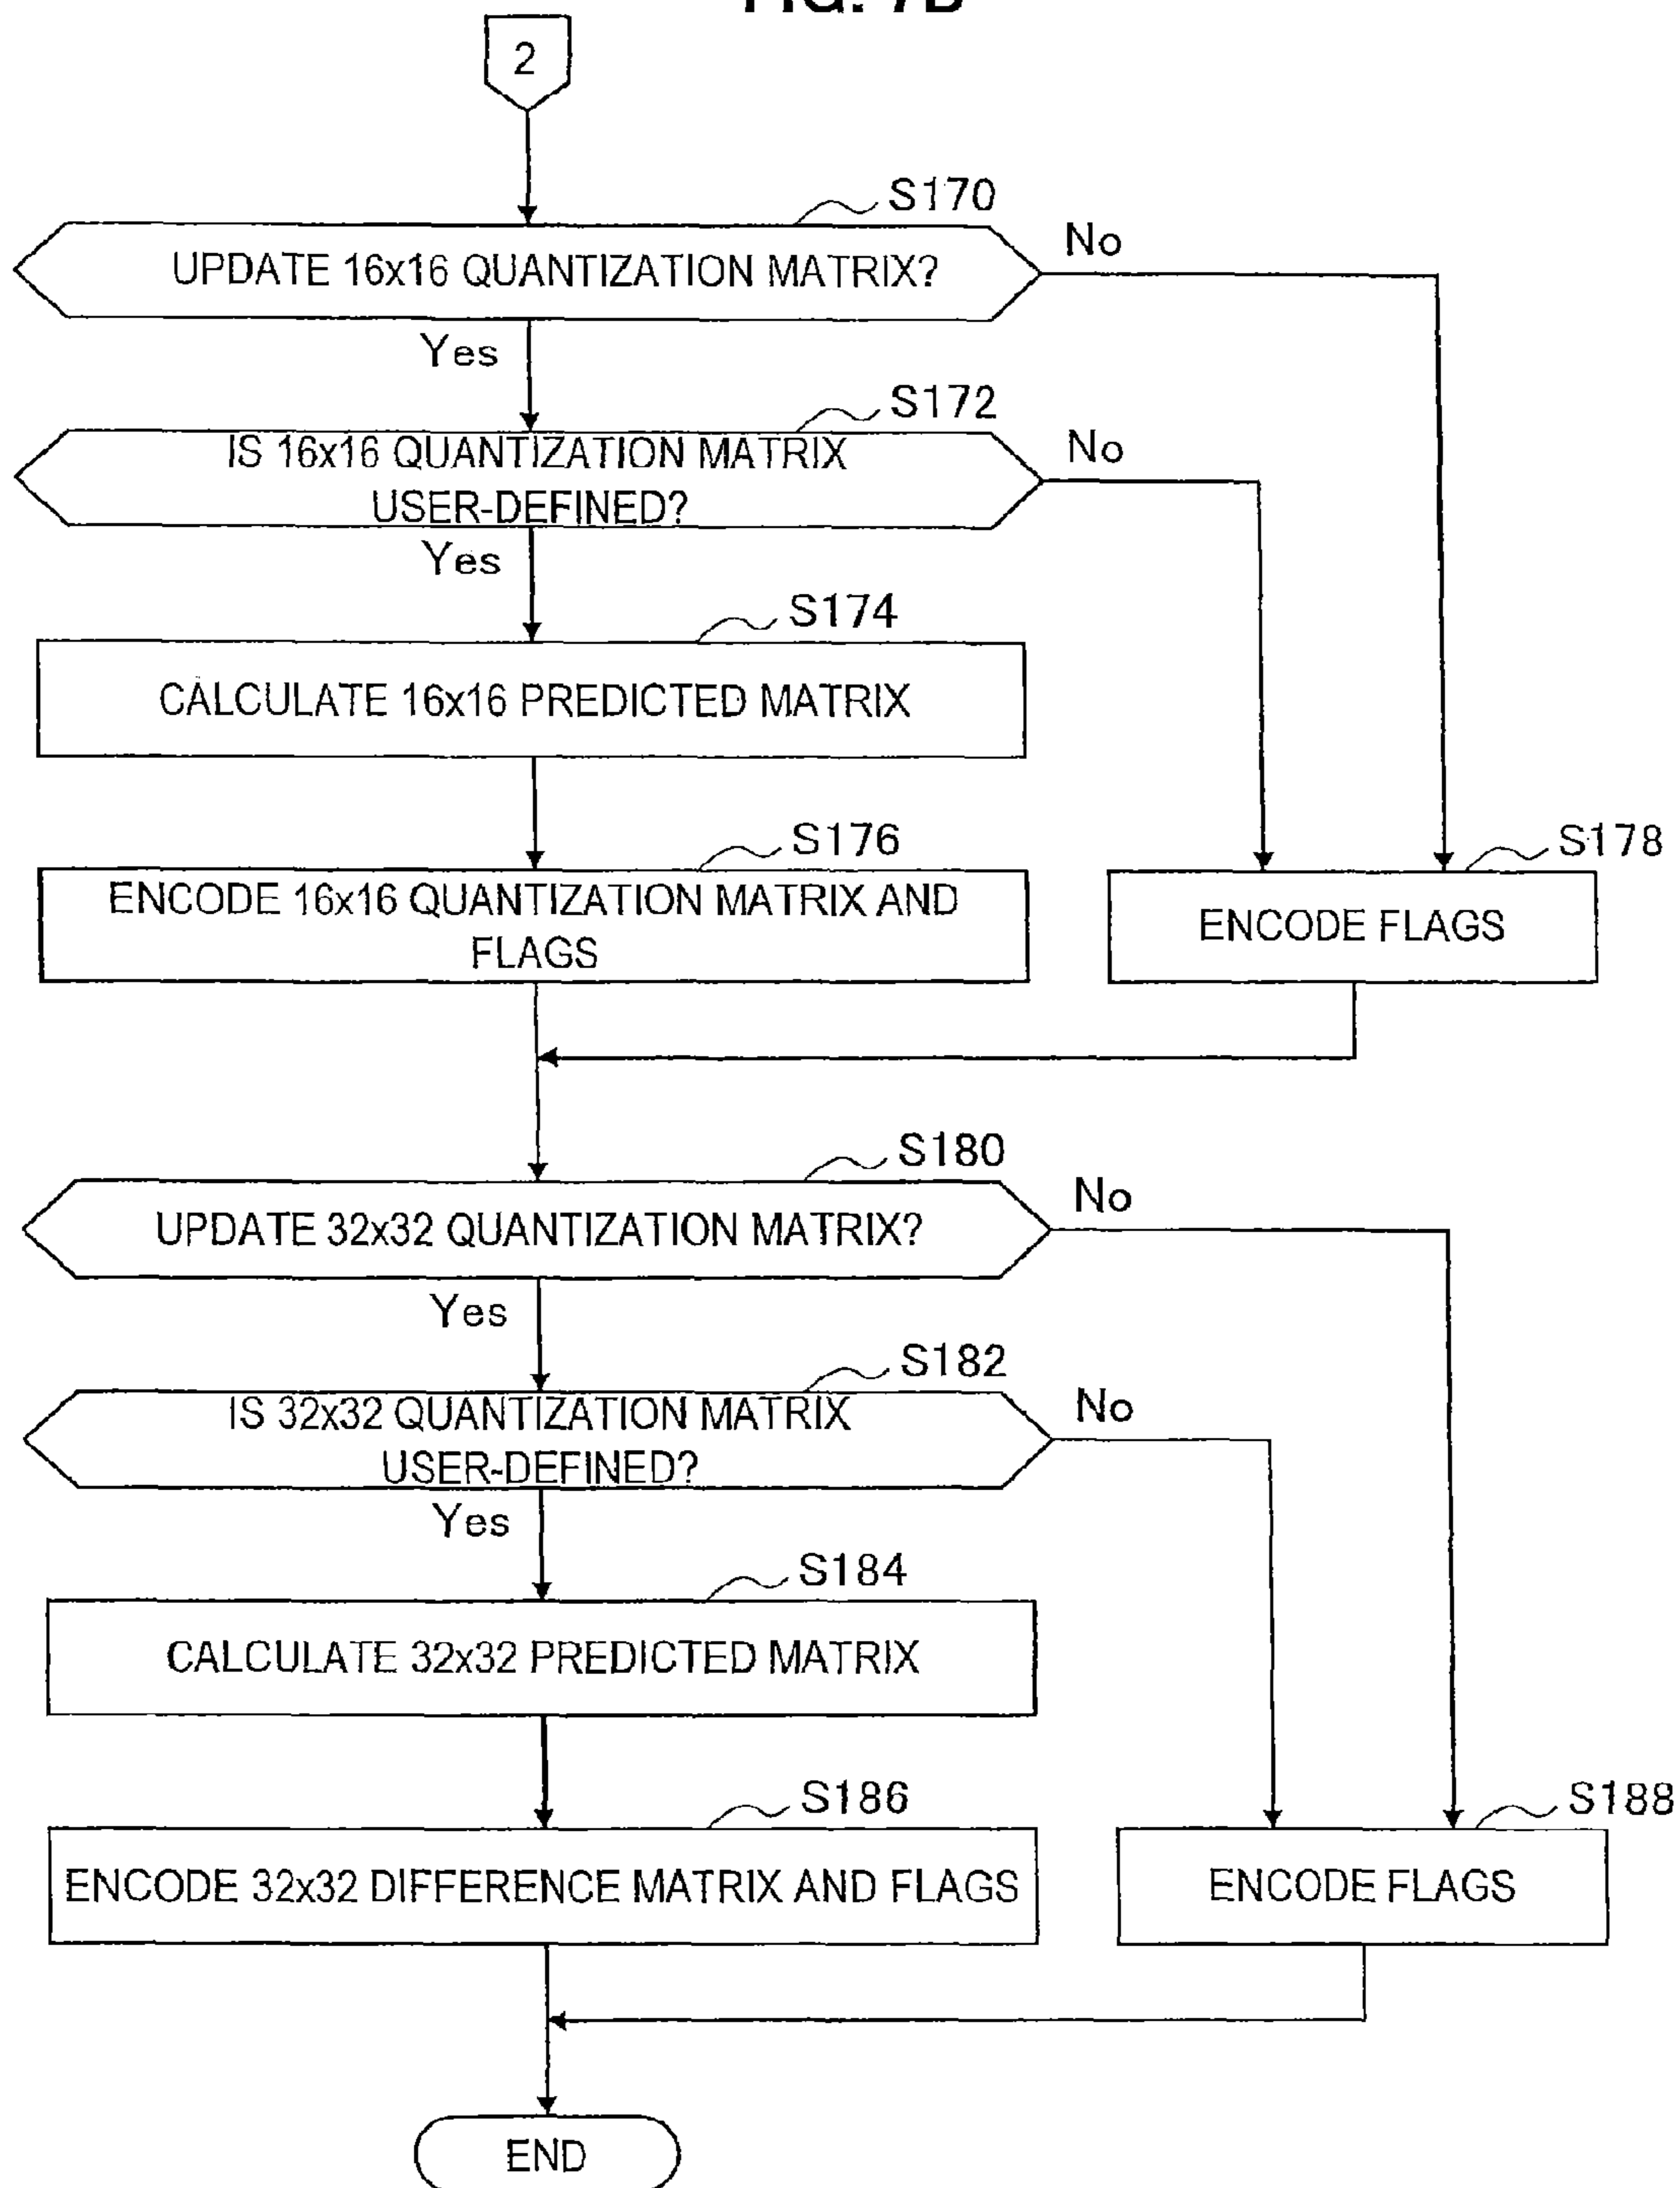 FIG. 7B
2
S170
UPDATE 16x16 QUANTIZATION MATRIX?
No
Yes
S172
IS 16x16 QUANTIZATION MATRIX
USER-DEFINED?
No
Yes
S174
CALCULATE 16x16 PREDICTED MATRIX
S176
ENCODE 16x16 QUANTIZATION MATRIX AND
FLAGS
S178
ENCODE FLAGS
S180
UPDATE 32x32 QUANTIZATION MATRIX?
No
Yes
S182
IS 32x32 QUANTIZATION MATRIX
USER-DEFINED?
No
Yes
S184
CALCULATE 32x32 PREDICTED MATRIX
S186
ENCODE 32x32 DIFFERENCE MATRIX AND FLAGS
S188
ENCODE FLAGS
END